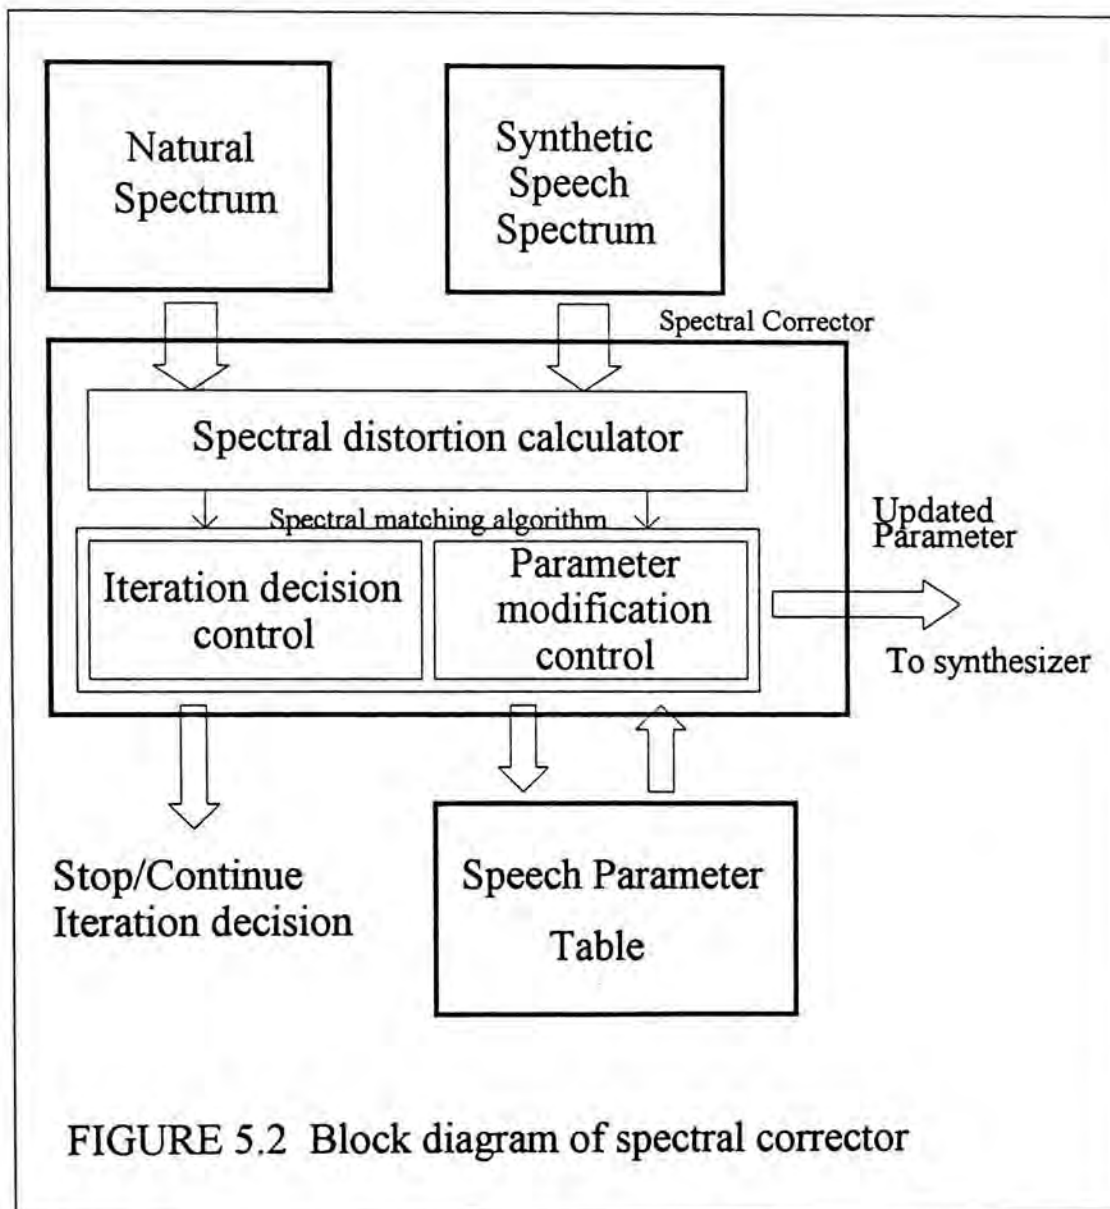 Natural
Spectrum
Synthetic
Speech
Spectrum
Spectral Corrector
Spectral distortion calculator
Spectral matching algorithm
Iteration decision
control
Parameter
modification
control
Updated
Parameter
To synthesizer
Stop/Continue
Iteration decision
Speech Parameter
Table
FIGURE 5.2 Block diagram of spectral corrector